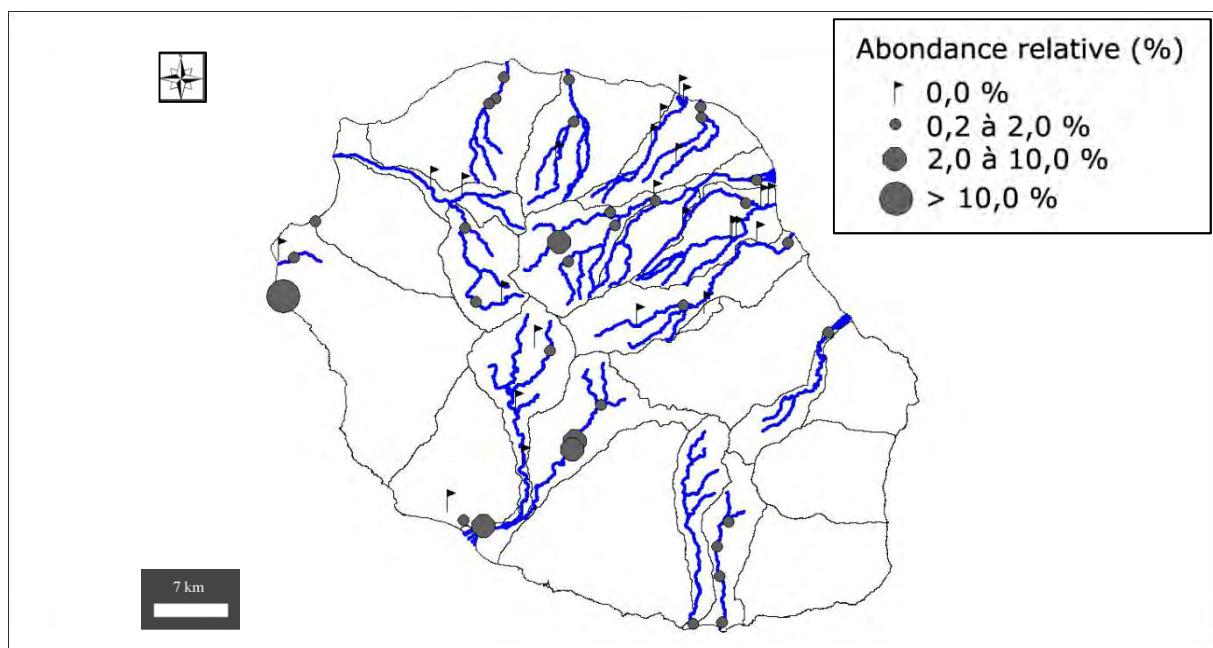 Abondance relative (%)
0,0 %
0,2 à 2,0 %
2,0 à 10,0 %
> 10,0 %
7 km